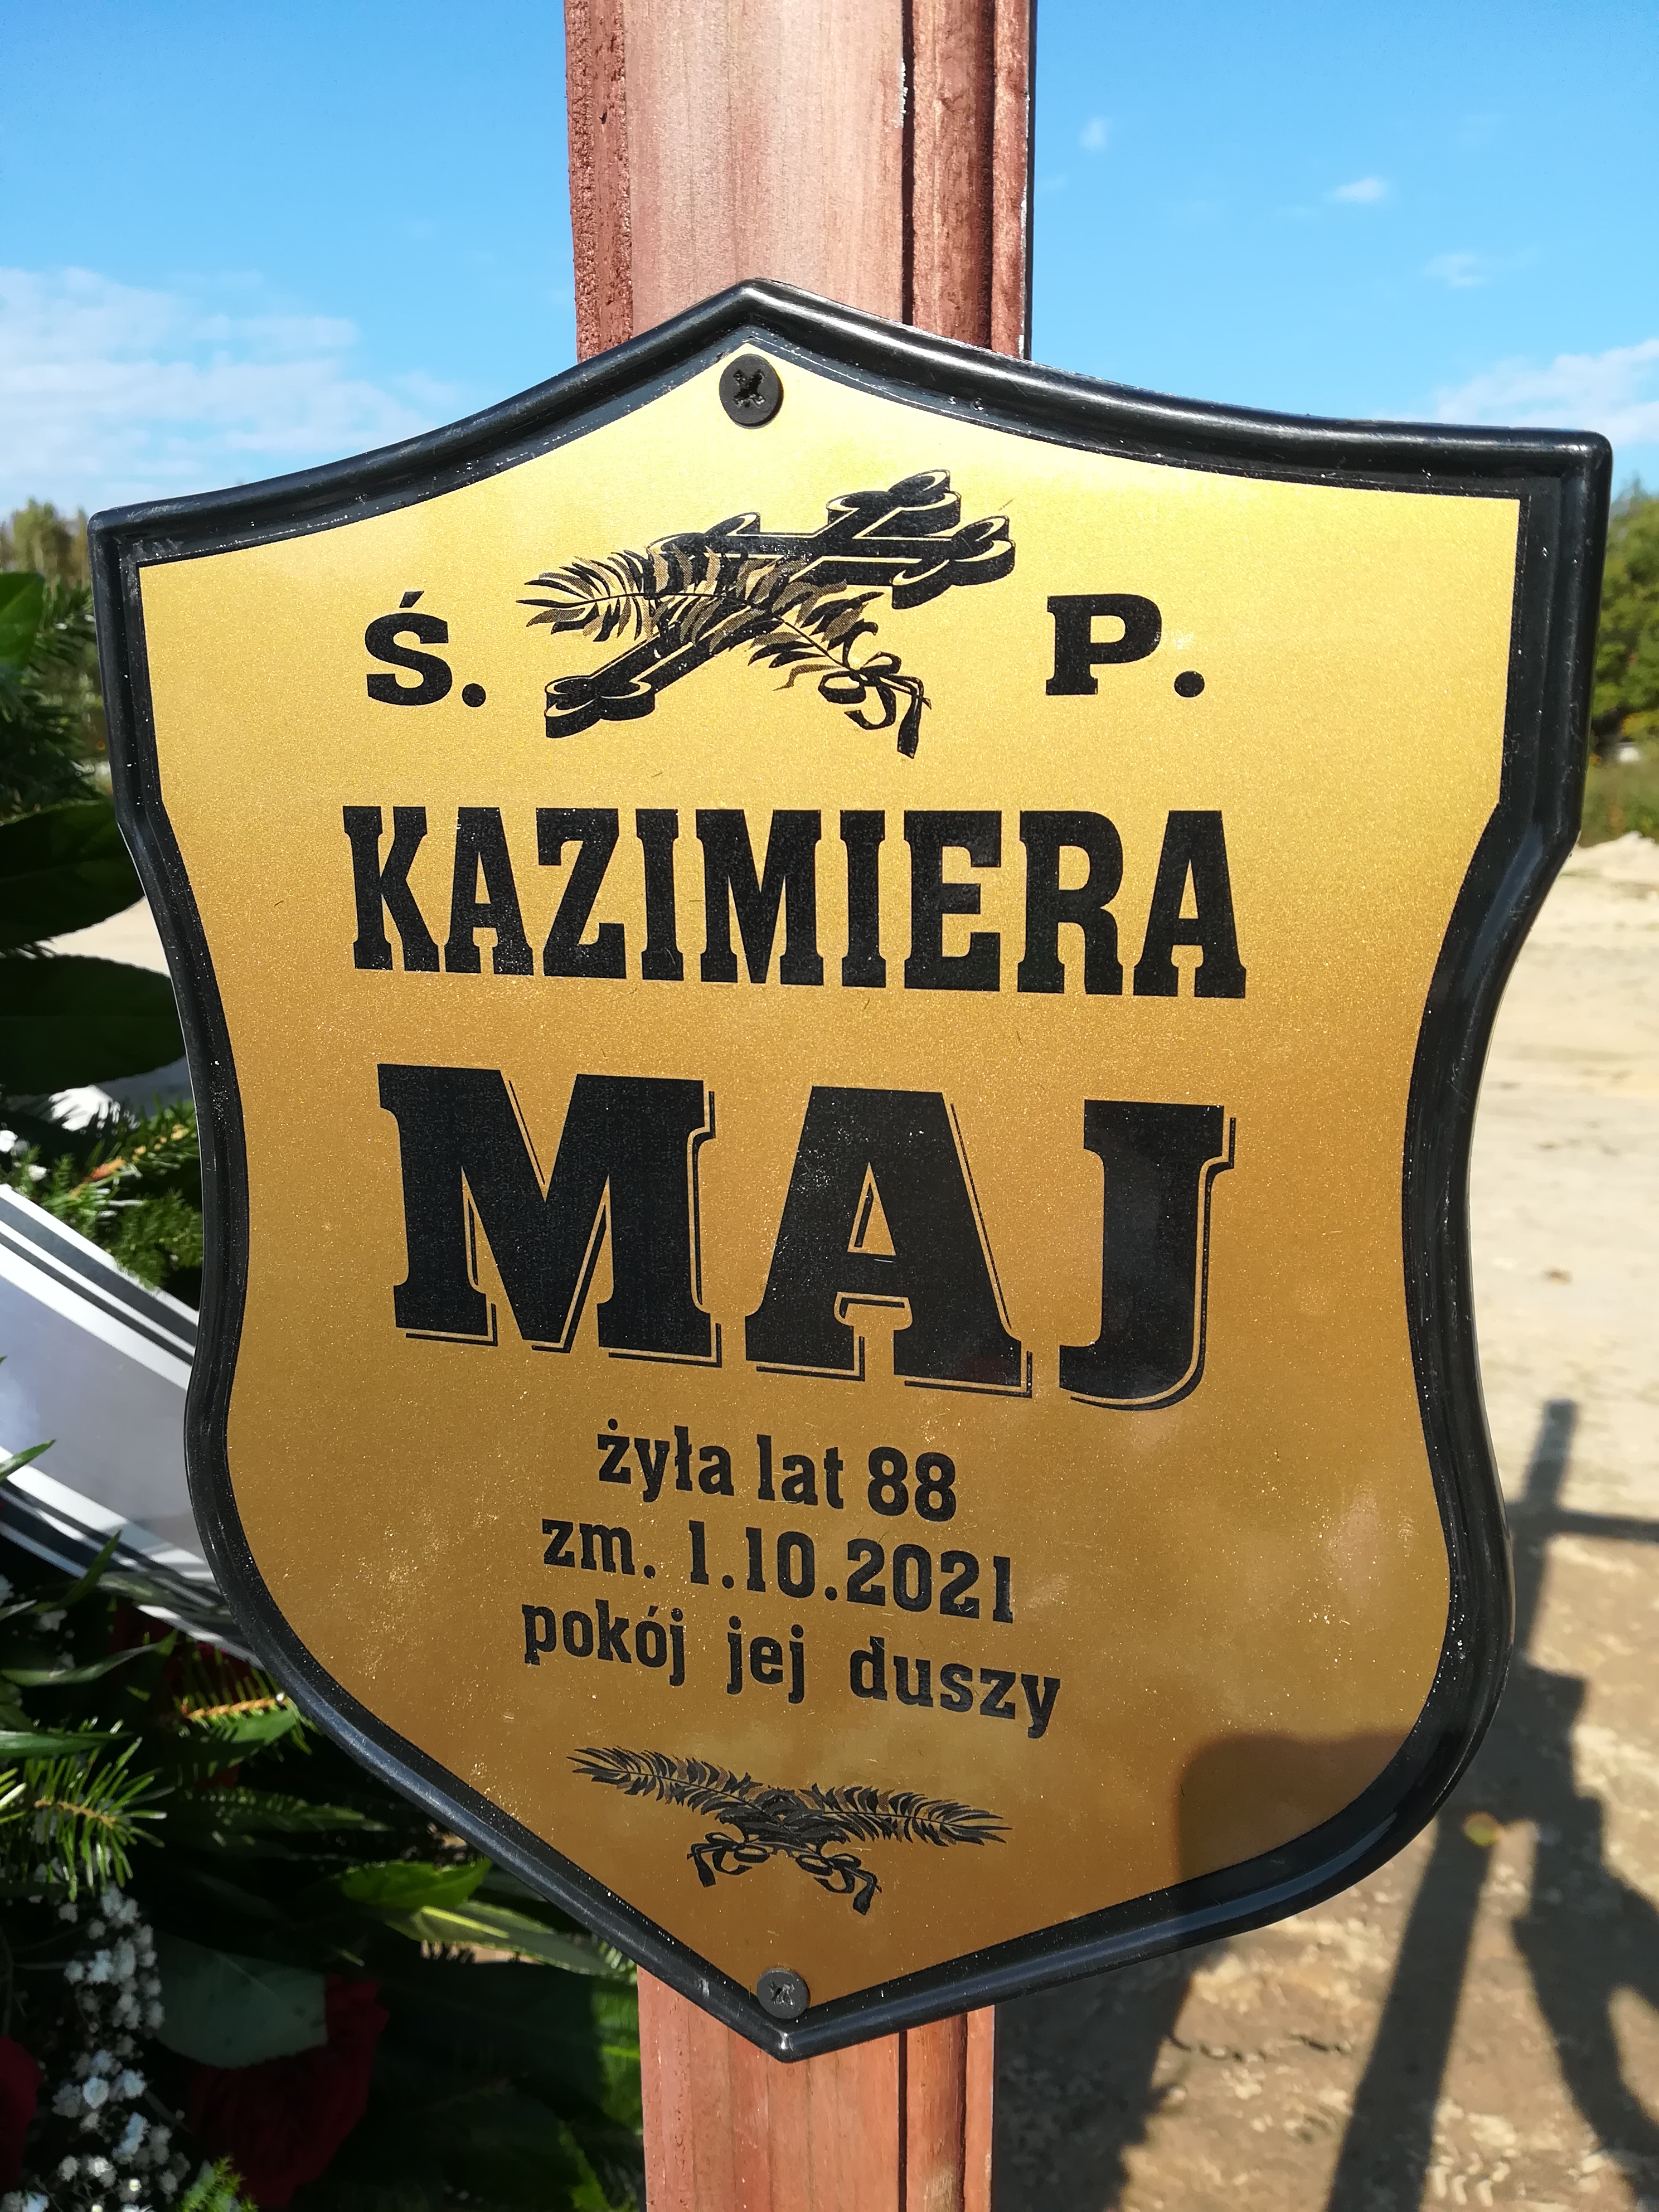 Ś. P.
KAZIMIERA
MAJ
żyła lat 88
zm. 1.10.2021
pokój jej duszy